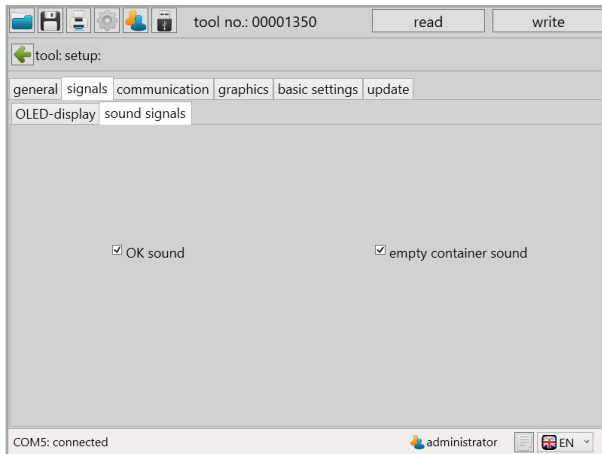 tool no.: 00001350 read write
tool: setup:
general signals communication graphics basic settings update
OLED-display sound signals
OK sound empty container sound
COM5: connected administrator EN